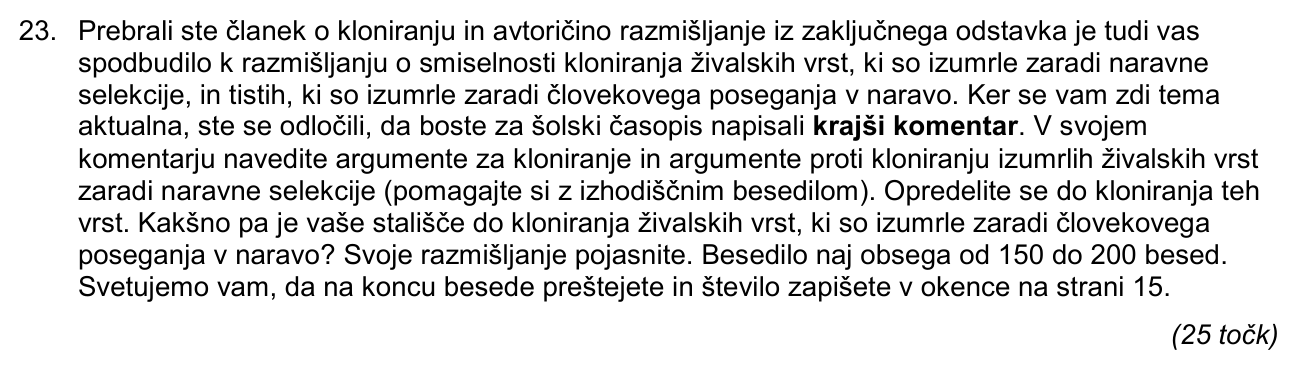 23. Prebrali ste članek o kloniranju in avtoričino razmišljanje iz zaključnega odstavka je tudi vas
spodbudilo k razmišljanju o smiselnosti kloniranja živalskih vrst, ki so izumrle zaradi naravne
selekcije, in tistih, ki so izumrle zaradi človekovega poseganja v naravo. Ker se vam zdi tema
aktualna, ste se odločili, da boste za šolski časopis napisali krajši komentar. V svojem
komentarju navedite argumente za kloniranje in argumente proti kloniranju izumrlih živalskih vrst
zaradi naravne selekcije (pomagajte si z izhodiščnim besedilom). Opredelite se do kloniranja teh
vrst. Kakšno pa je vaše stališče do kloniranja živalskih vrst, ki so izumrle zaradi človekovega
poseganja v naravo? Svoje razmišljanje pojasnite. Besedilo naj obsega od 150 do 200 besed.
Svetujemo vam, da na koncu besede preštejete in število zapišete v okence na strani 15.
(25 točk)